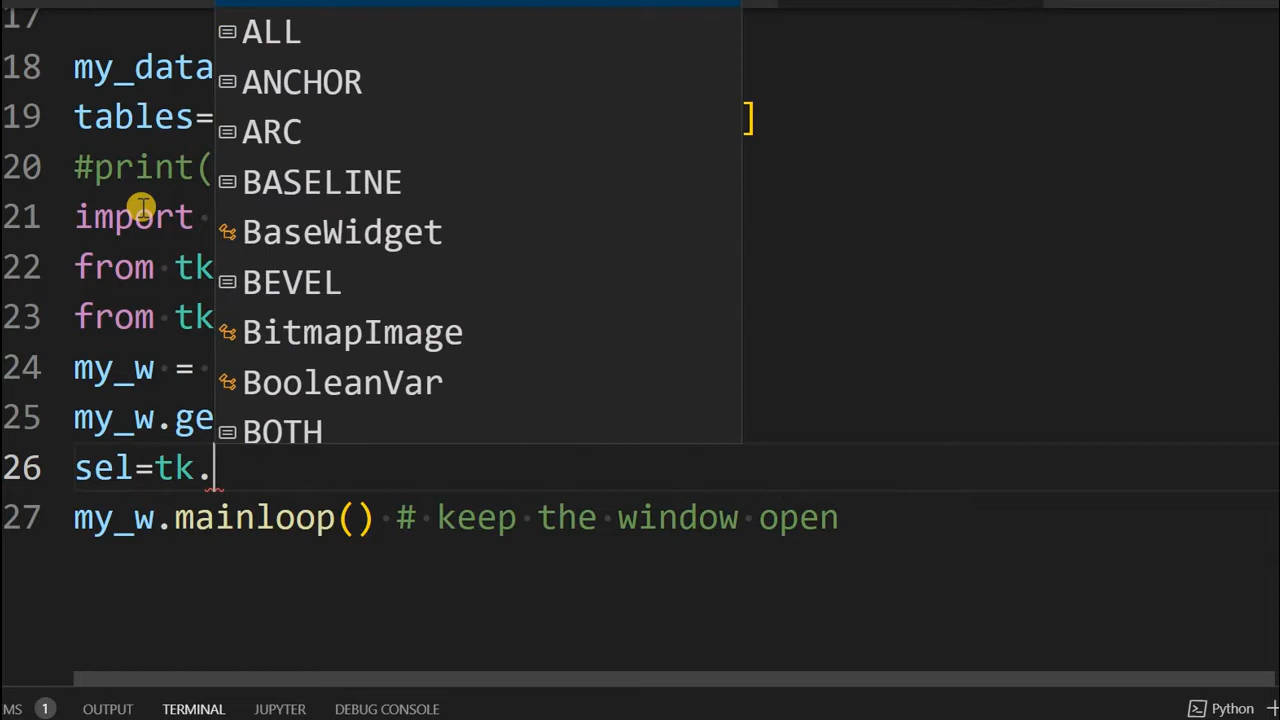 17
ALL
18 my_data
ANCHOR
19 tables= ]
ARC
20 #print(
BASELINE
21 import
BaseWidget
22 from tk
BEVEL
23 from tk
BitmapImage
24 my_w =
BooleanVar
25 my_w.ge
BOTH
26 sel=tk.
27 my_w.mainloop() # keep the window open
MS 1 OUTPUT TERMINAL JUPYTER DEBUG CONSOLE Python